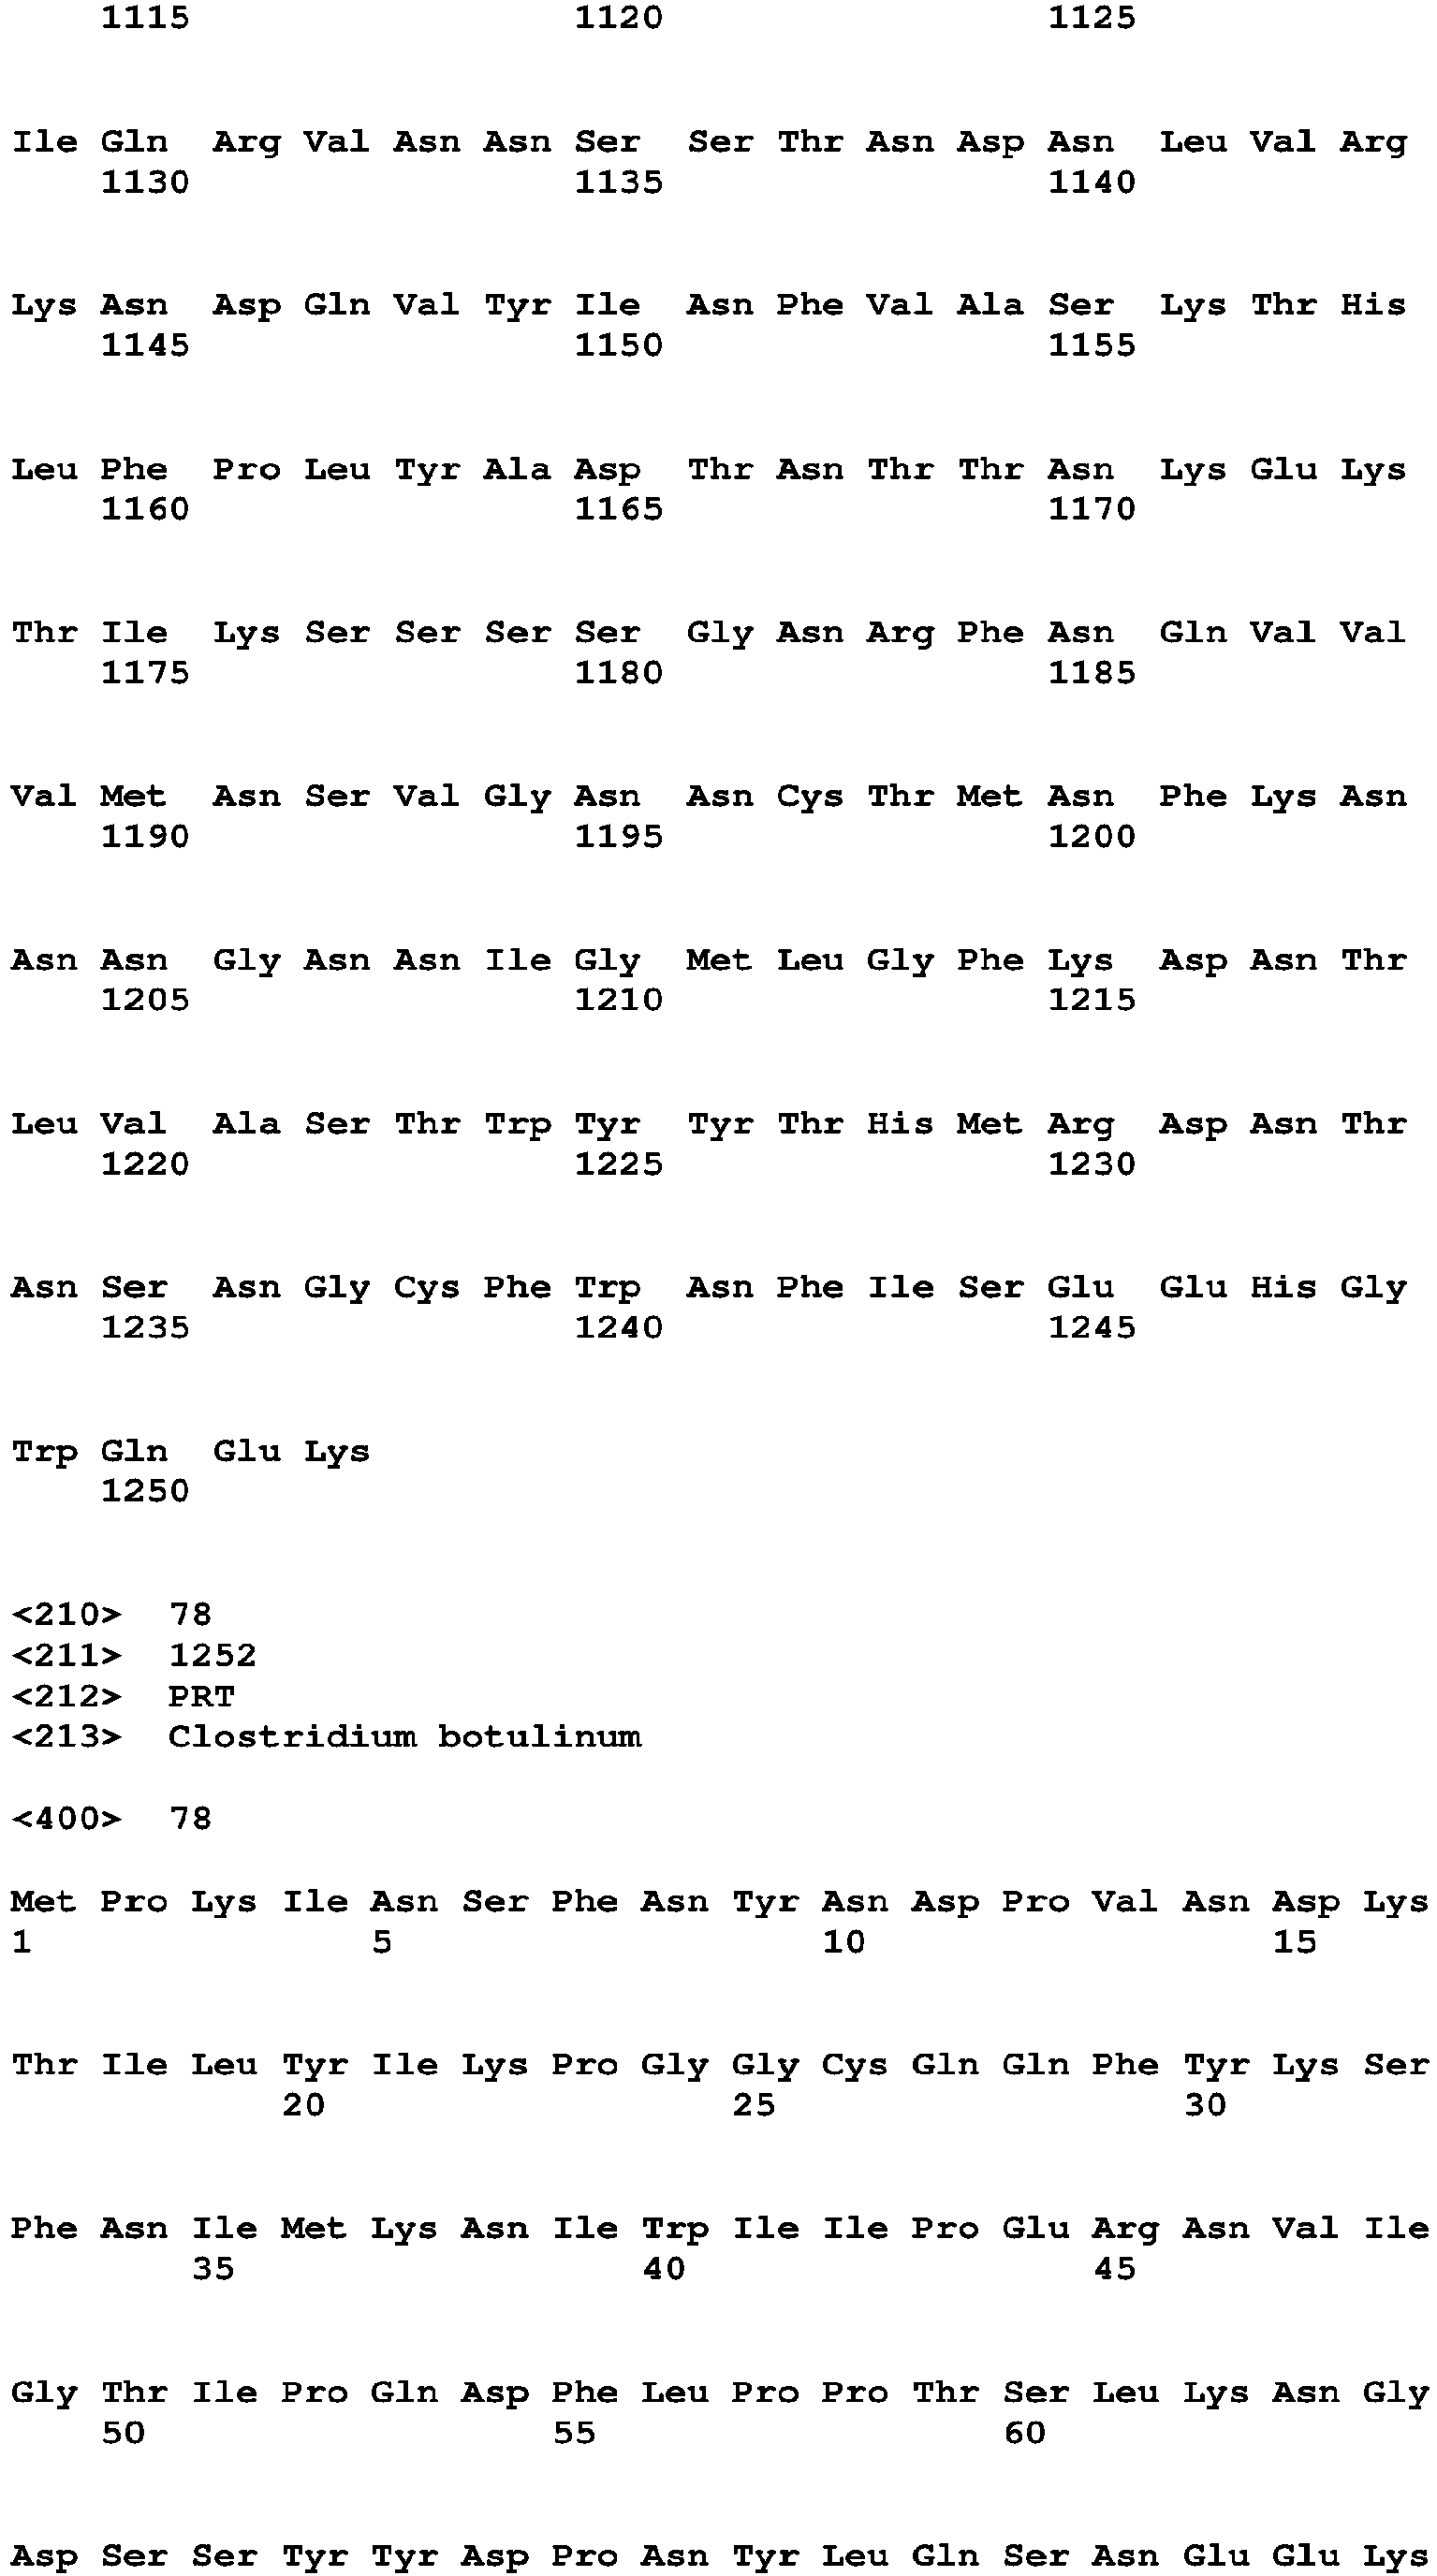 1115 1120 1125
Ile Gln Arg Val Asn Asn Ser Ser Thr Asn Asp Asn Leu Val Arg
1130 1135 1140
Lys Asn Asp Gln Val Tyr Ile Asn Phe Val Ala Ser Lys Thr His
1145 1150 1155
Leu Phe Pro Leu Tyr Ala Asp Thr Asn Thr Thr Asn Lys Glu Lys
1160 1165 1170
Thr Ile Lys Ser Ser Ser Ser Gly Asn Arg Phe Asn Gln Val Val
1175 1180 1185
Val Met Asn Ser Val Gly Asn Asn Cys Thr Met Asn Phe Lys Asn
1190 1195 1200
Asn Asn Gly Asn Asn Ile Gly Met Leu Gly Phe Lys Asp Asn Thr
1205 1210 1215
Leu Val Ala Ser Thr Trp Tyr Tyr Thr His Met Arg Asp Asn Thr
1220 1225 1230
Asn Ser Asn Gly Cys Phe Trp Asn Phe Ile Ser Glu Glu His Gly
1235 1240 1245
Trp Gln Glu Lys
1250
<210> 78
<211> 1252
<212> PRT
<213> Clostridium botulinum
<400> 78
Met Pro Lys Ile Asn Ser Phe Asn Tyr Asn Asp Pro Val Asn Asp Lys
1 5 10 15
Thr Ile Leu Tyr Ile Lys Pro Gly Gly Cys Gln Gln Phe Tyr Lys Ser
20 25 30
Phe Asn Ile Met Lys Asn Ile Trp Ile Ile Pro Glu Arg Asn Val Ile
35 40 45
Gly Thr Ile Pro Gln Asp Phe Leu Pro Pro Thr Ser Leu Lys Asn Gly
50 55 60
Asp Ser Ser Tyr Tyr Asp Pro Asn Tyr Leu Gln Ser Asn Glu Glu Lys